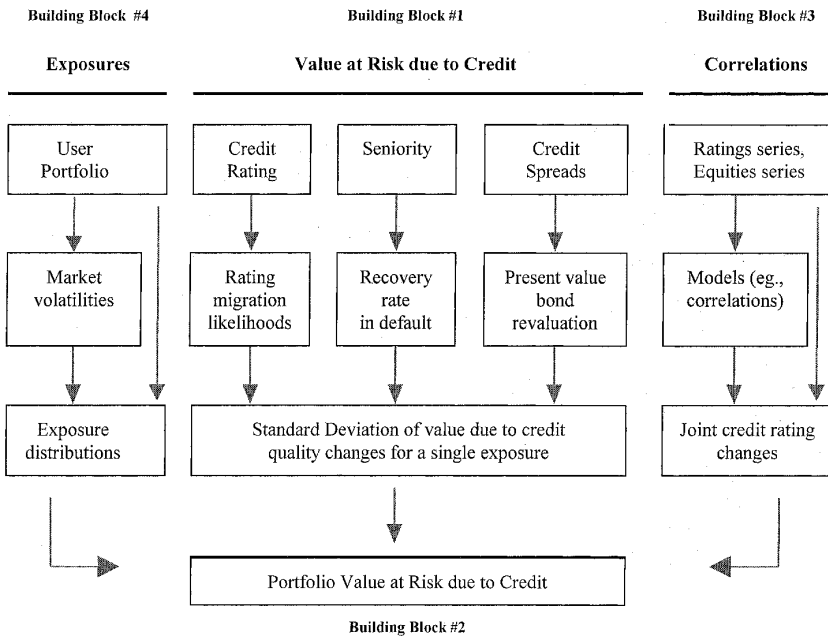 Building Block #4
Building Block #1
Building Block #3
Exposures
Value at Risk due to Credit
Correlations
User
Portfolio
Credit
Rating
Seniority
Credit
Spreads
Ratings series,
Equities series
Market
volatilities
Rating
migration
likelihoods
Recovery
rate
in default
Present value
bond
revaluation
Models (eg.,
correlations)
Exposure
distributions
Standard Deviation of value due to credit
quality changes for a single exposure
Joint credit rating
changes
Portfolio Value at Risk due to Credit
Building Block #2